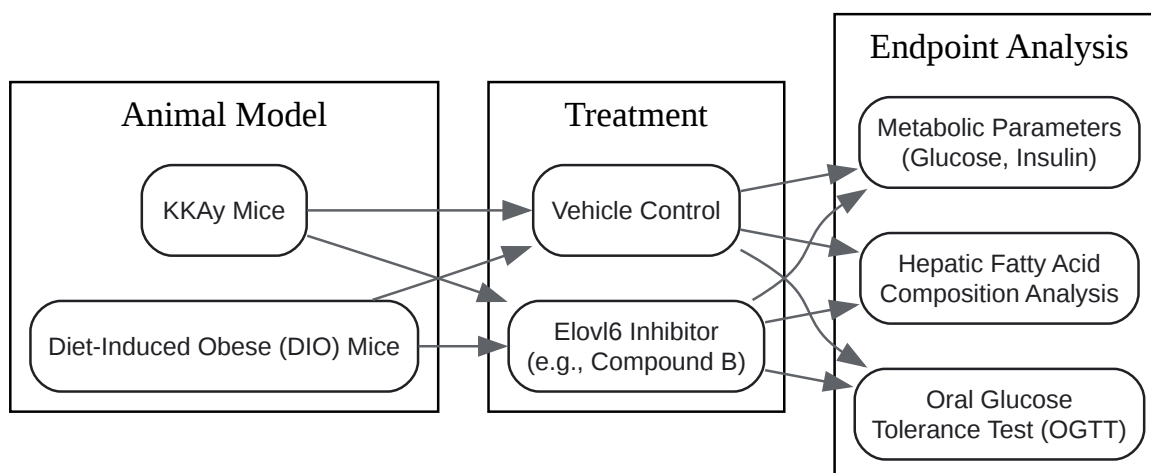 Animal Model
KKAy Mice
Diet-Induced Obese (DIO) Mice
Treatment
Vehicle Control
Elovl6 Inhibitor
(e.g., Compound B)
Endpoint Analysis
Metabolic Parameters
(Glucose, Insulin)
Hepatic Fatty Acid
Composition Analysis
Oral Glucose
Tolerance Test (OGTT)